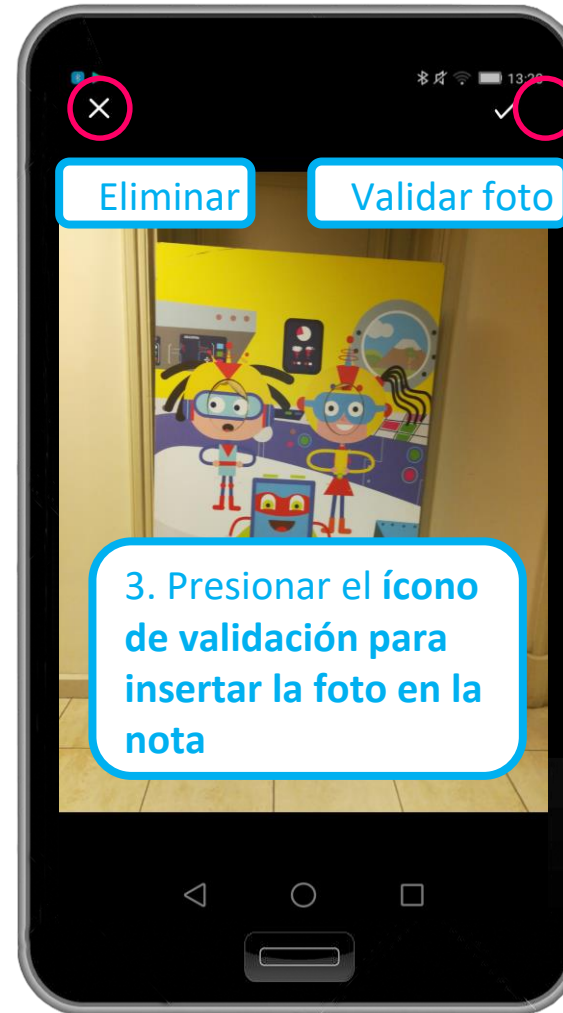 Eliminar
Validar foto
3. Presionar el ícono
de validación para
insertar la foto en la
nota